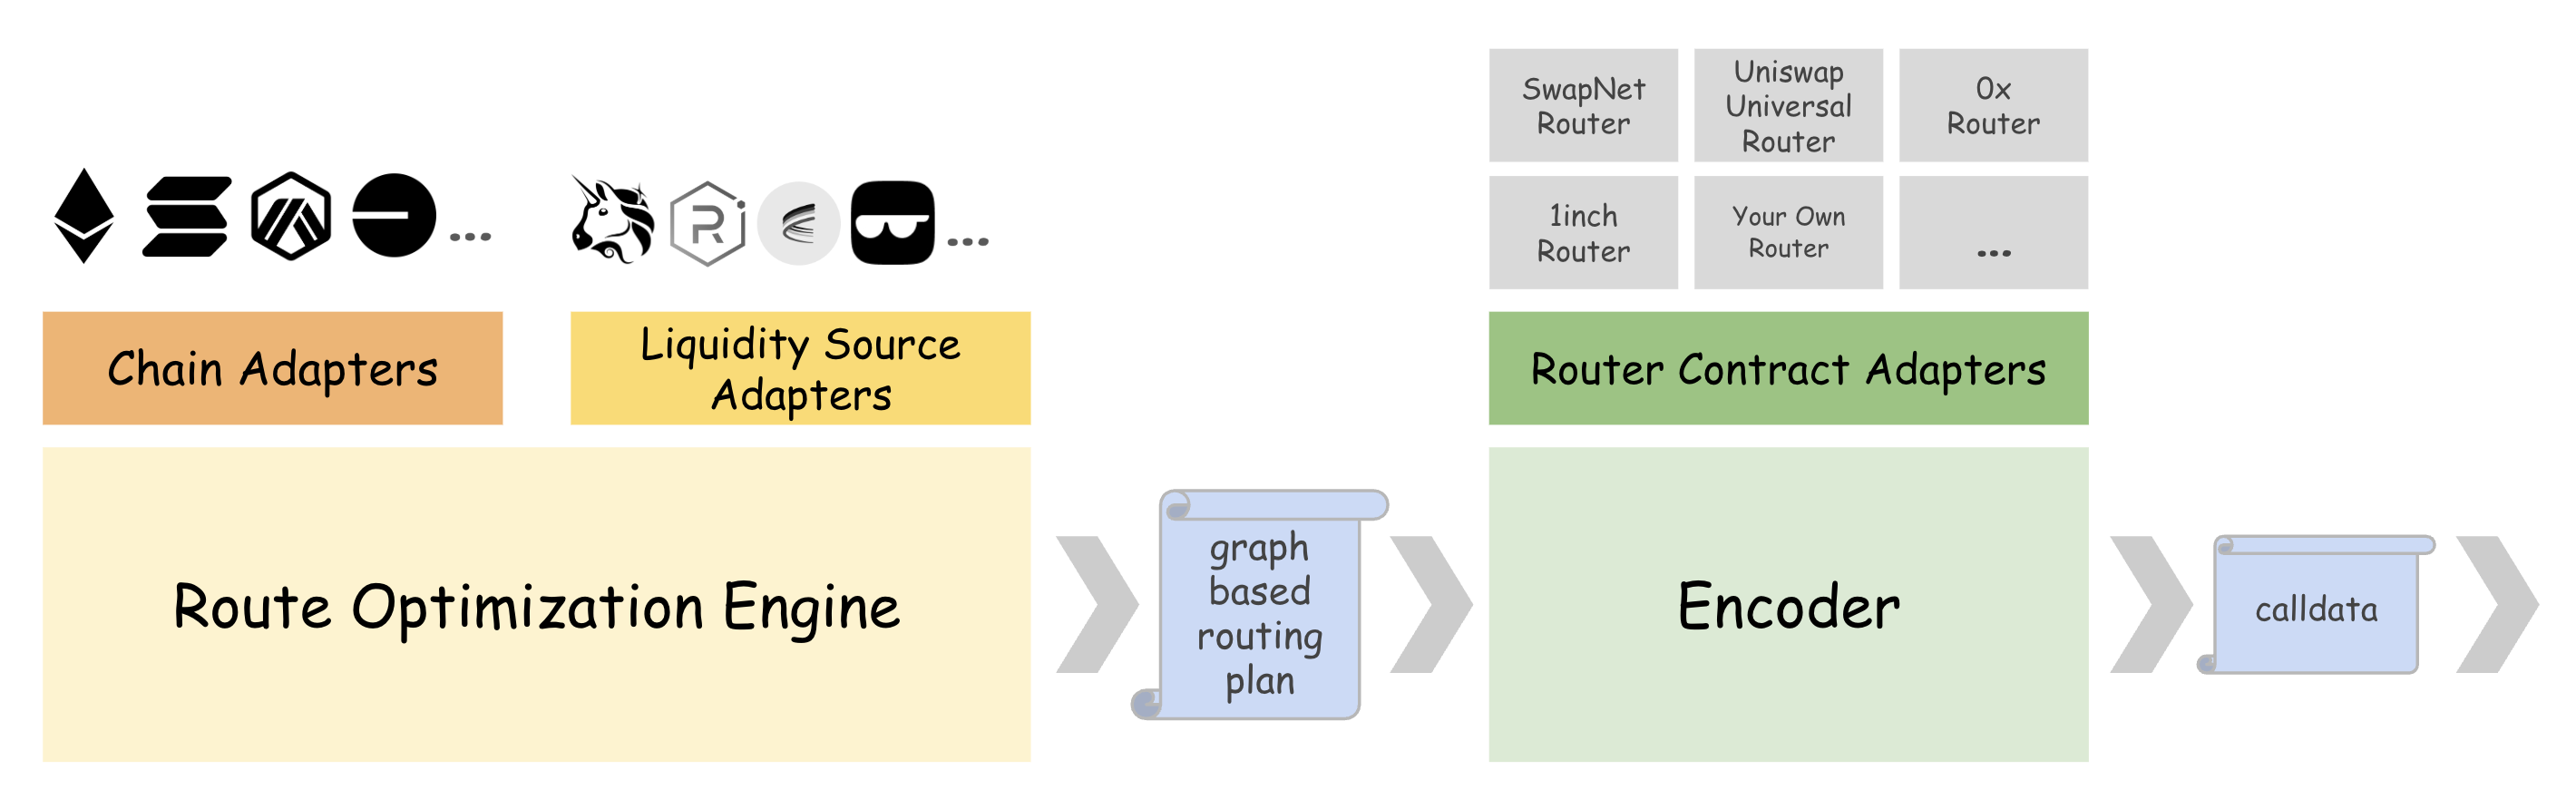 SwapNet
Router
Uniswap
Universal
Router
0x
Router
1inch
Router
Your Own
Router
...
...
...
Chain Adapters
Liquidity Source
Adapters
Router Contract Adapters
Route Optimization Engine
graph
based
routing
plan
Encoder
calldata